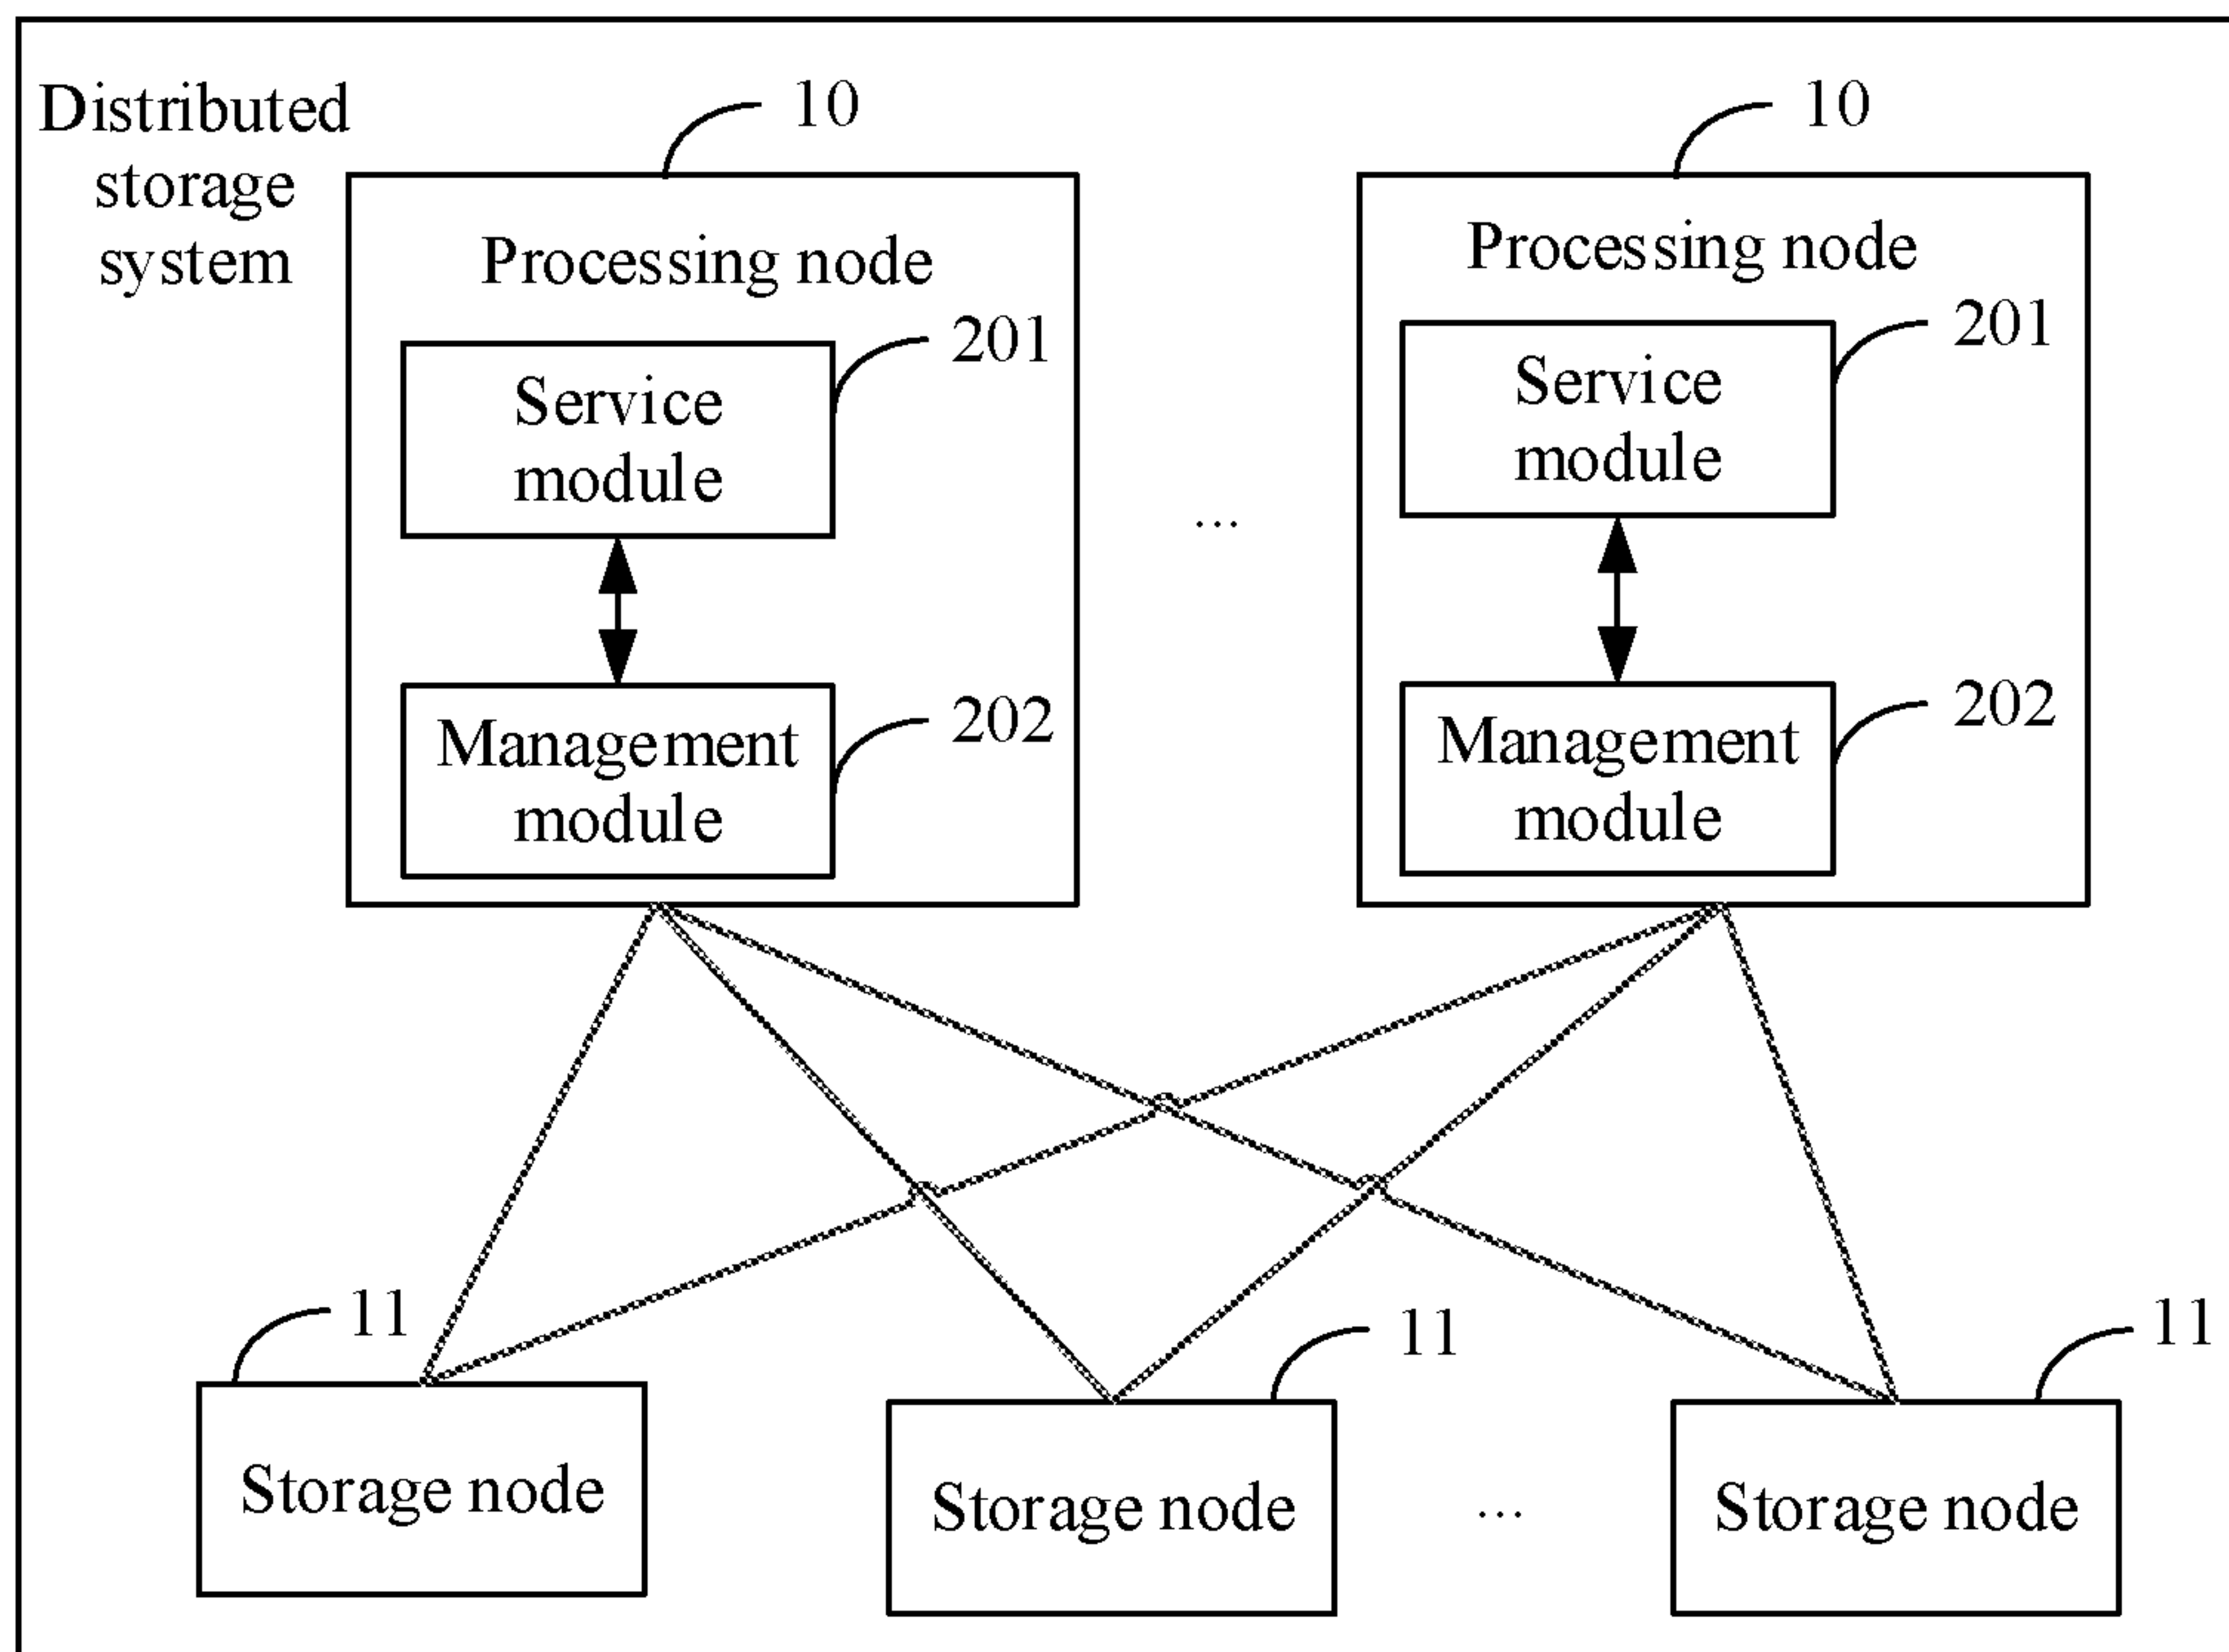 Distributed
storage
system
10
Processing node
201
Service
module
202
Management
module
...
10
Processing node
201
Service
module
202
Management
module
11
Storage node
11
Storage node
...
11
Storage node